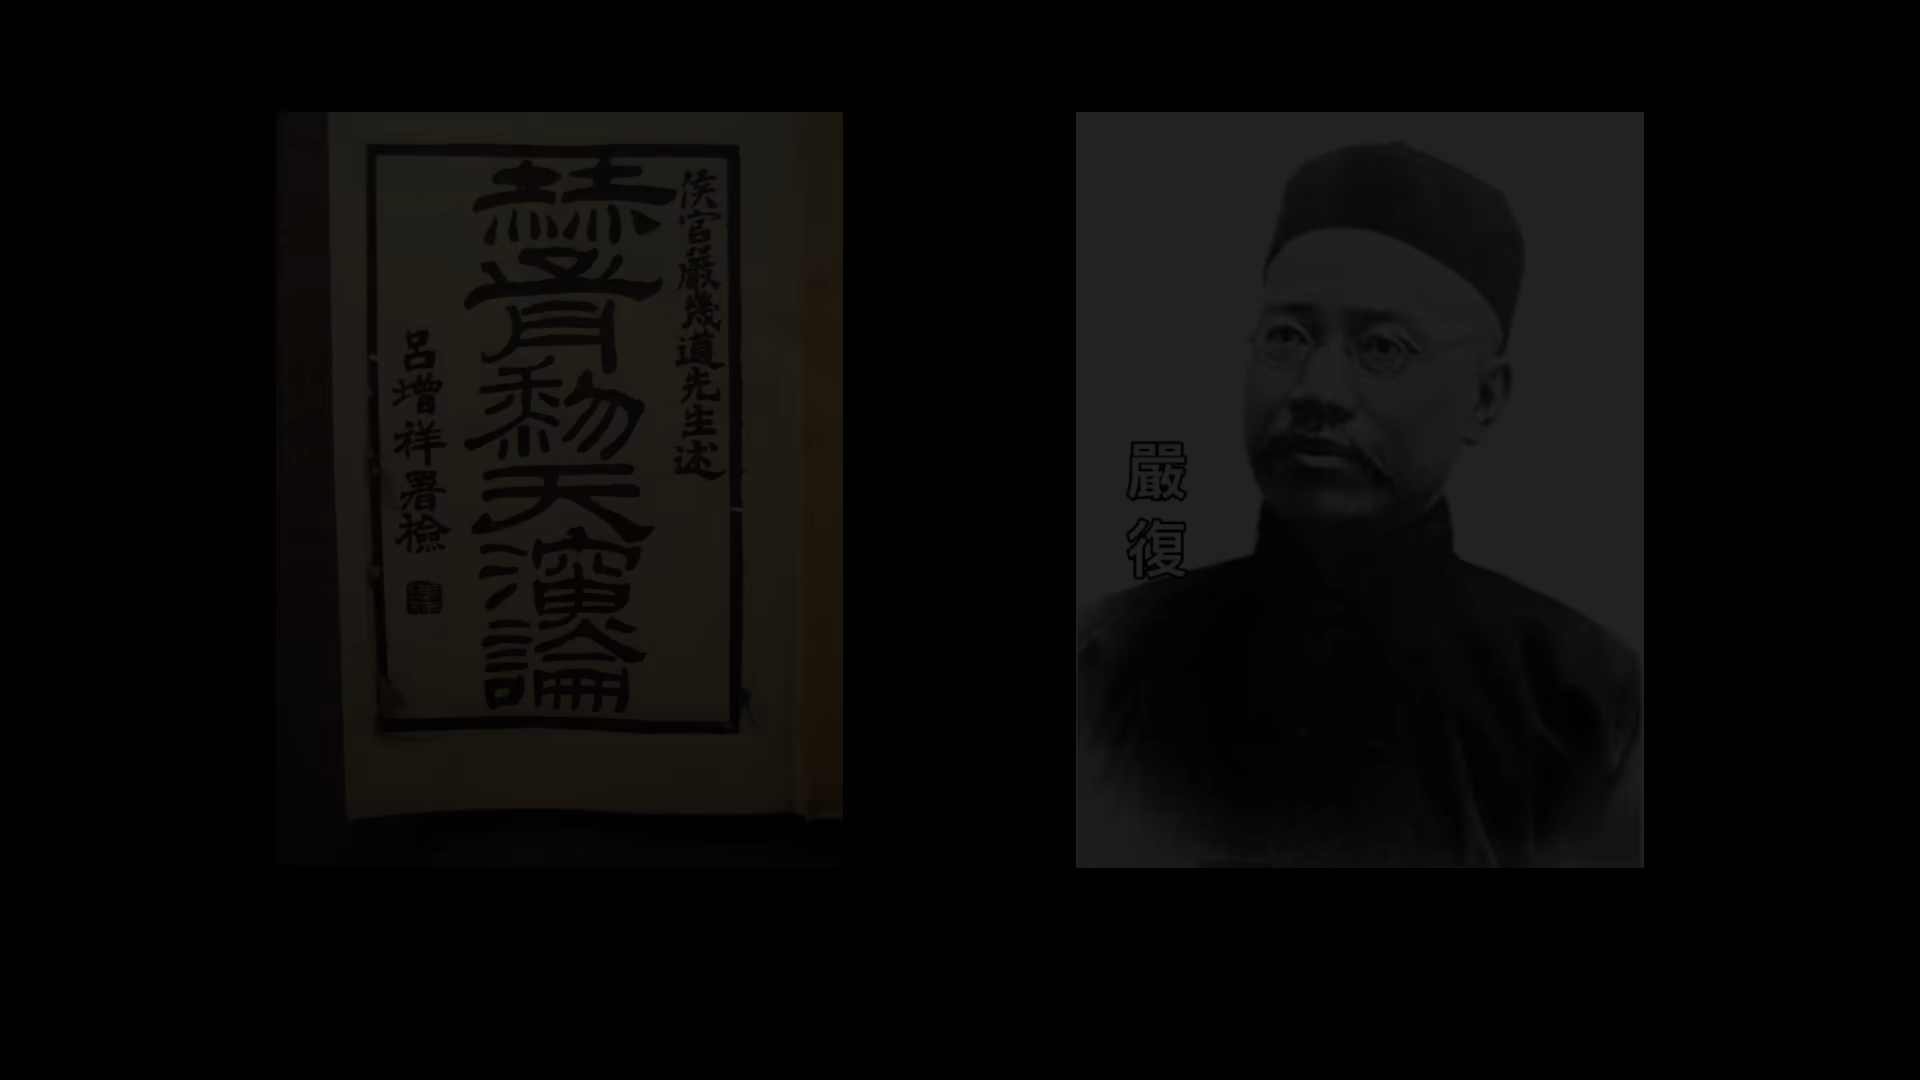 侯官嚴幾道先生述
赫胥黎天演論
呂增祥署檢
嚴復